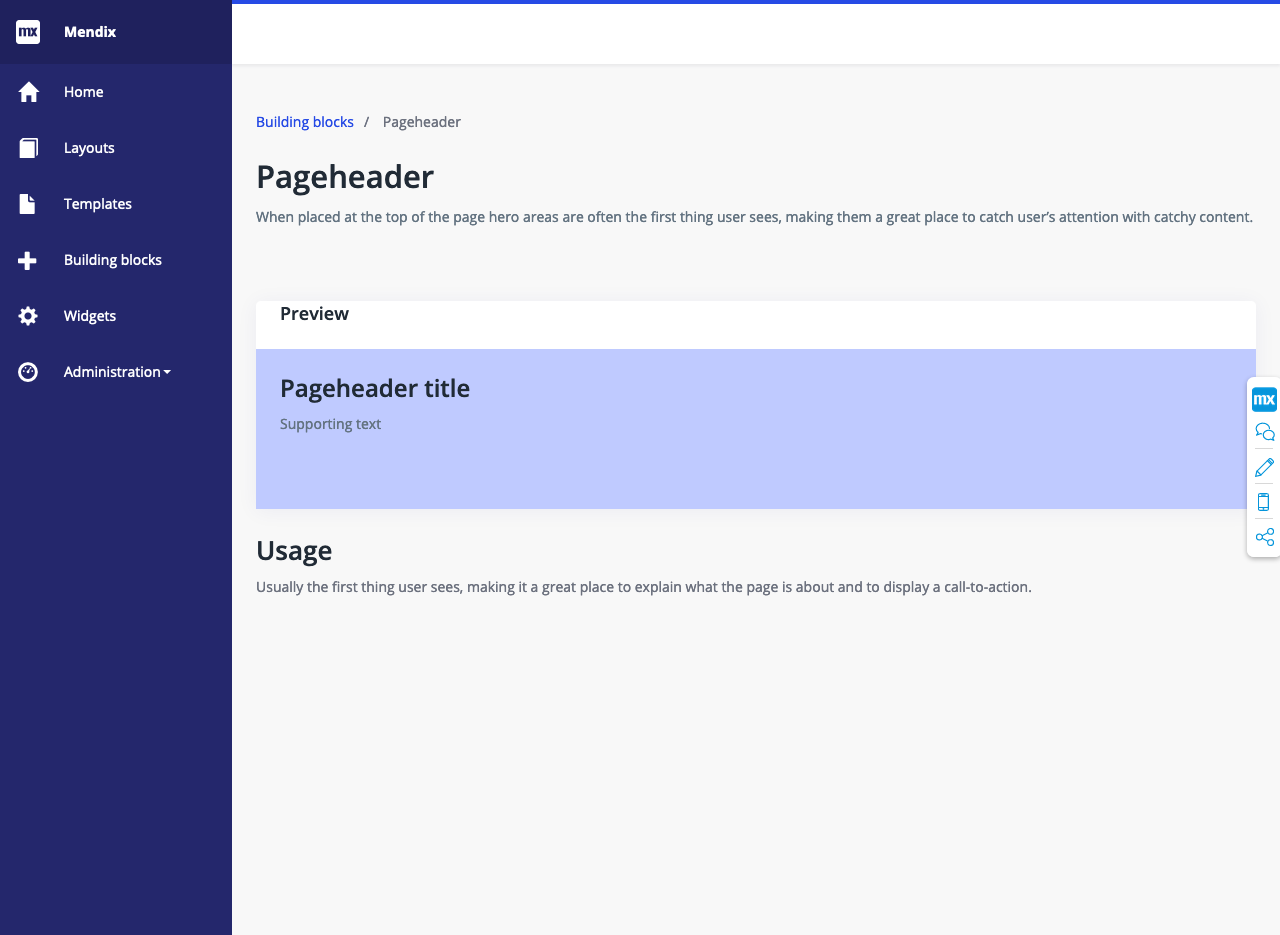 mx Mendix
Home
Layouts
Templates
Building blocks
Widgets
Administration
Building blocks / Pageheader
Pageheader
When placed at the top of the page hero areas are often the first thing user sees, making them a great place to catch user’s attention with catchy content.
Preview
Pageheader title
Supporting text
mx
Usage
Usually the first thing user sees, making it a great place to explain what the page is about and to display a call-to-action.